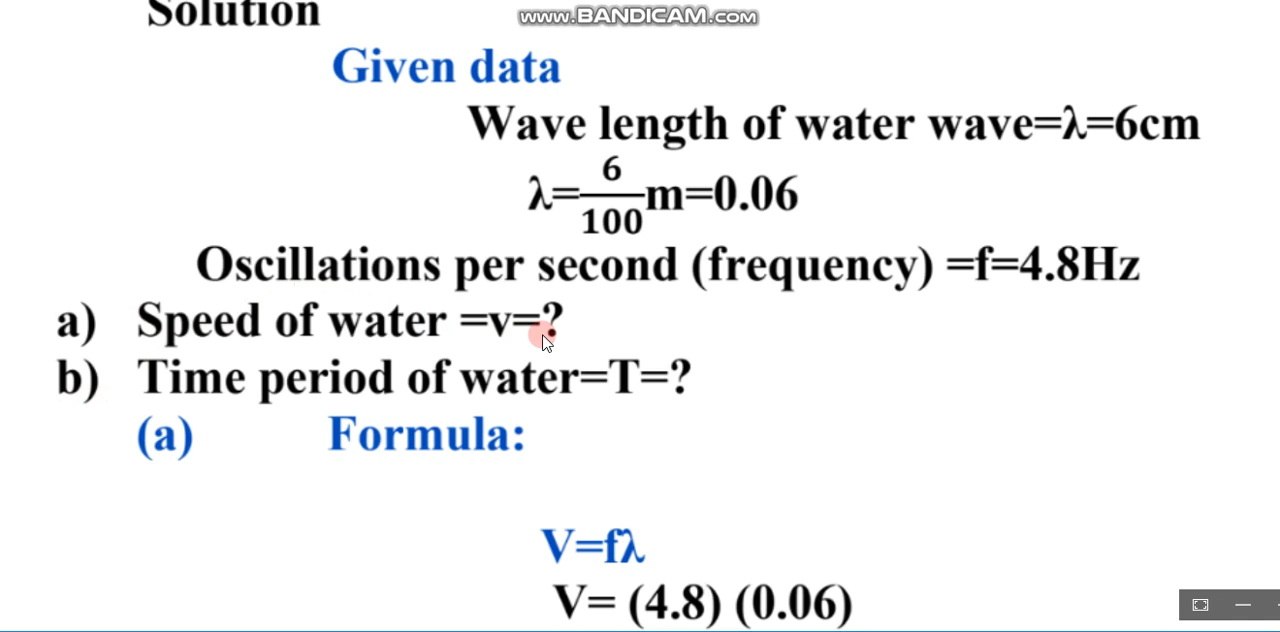 Solution
www.BANDICAM.com
Given data
Wave length of water wave=λ=6cm
λ=6/100m=0.06
Oscillations per second (frequency) =f=4.8Hz
a) Speed of water =v=?
b) Time period of water=T=?
(a) Formula:
V=fλ
V= (4.8) (0.06)